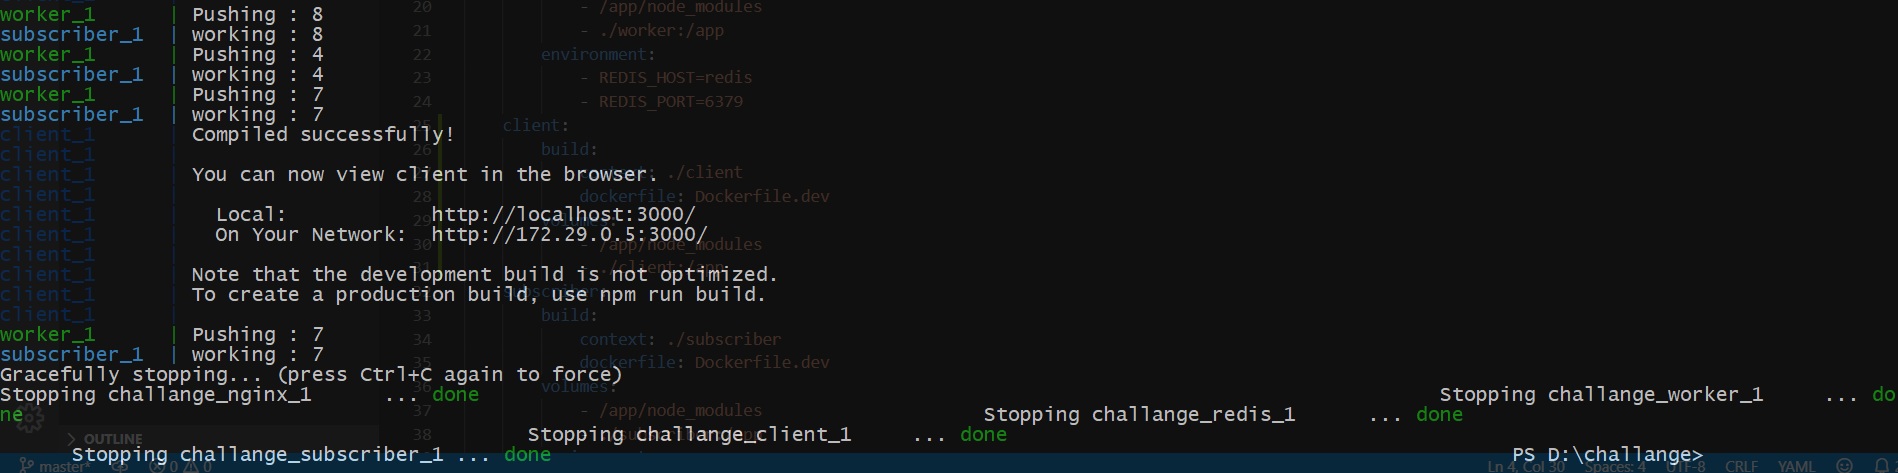 worker_1      | Pushing : 8
subscriber_1  | working : 8
worker_1      | Pushing : 4
subscriber_1  | working : 4
worker_1      | Pushing : 7
subscriber_1  | working : 7
client_1      | Compiled successfully!
client_1      |
client_1      | You can now view client in the browser.
client_1      |
client_1      |   Local:            http://localhost:3000/
client_1      |   On Your Network:  http://172.29.0.5:3000/
client_1      |
client_1      | Note that the development build is not optimized.
client_1      | To create a production build, use npm run build.
client_1      |
worker_1      | Pushing : 7
subscriber_1  | working : 7
Gracefully stopping... (press Ctrl+C again to force)
Stopping challange_nginx_1      ... done
Stopping challange_worker_1     ... do
ne
Stopping challange_redis_1      ... done
Stopping challange_client_1     ... done
Stopping challange_subscriber_1 ... done
PS D:\challange>
20 - /app/node_modules
21 - ./worker:/app
22 environment:
23 - REDIS_HOST=redis
24 - REDIS_PORT=6379
25 client:
26 build:
./client
28 dockerfile: Dockerfile.dev
29 volumes:
30 - /app/node_modules
31 - ./client:/app
subscriber:
33 build:
34 context: ./subscriber
35 dockerfile: Dockerfile.dev
36 volumes:
37 - /app/node_modules
38
OUTLINE
master*
0 0
Ln 4, Col 30
Spaces: 4
UTF-8
CRLF
YAML